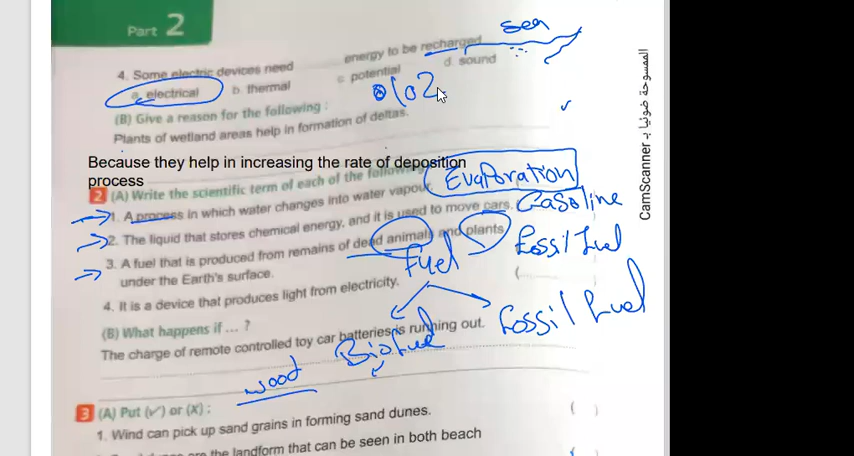 Part 2
4. Some electric devices need energy to be recharged
a. electrical b. thermal c. potential d. sound
sea
(B) Give a reason for the following :
Plants of wetland areas help in formation of deltas.
Because they help in increasing the rate of deposition
process
2 (A) Write the scientific term of each of the following
1. A process in which water changes into water vapour. Evaporation
2. The liquid that stores chemical energy, and it is used to move cars. Gasoline
3. A fuel that is produced from remains of dead animals and plants Fossil fuel
under the Earth's surface.
Fuel
4. It is a device that produces light from electricity. (
Fossil fuel
(B) What happens if ... ?
The charge of remote controlled toy car batteries is running out.
Biofuel
wood
3 (A) Put (✓) or (X) :
1. Wind can pick up sand grains in forming sand dunes. ( )
are the landform that can be seen in both beach
الممسوحة ضوئيا بـ CamScanner